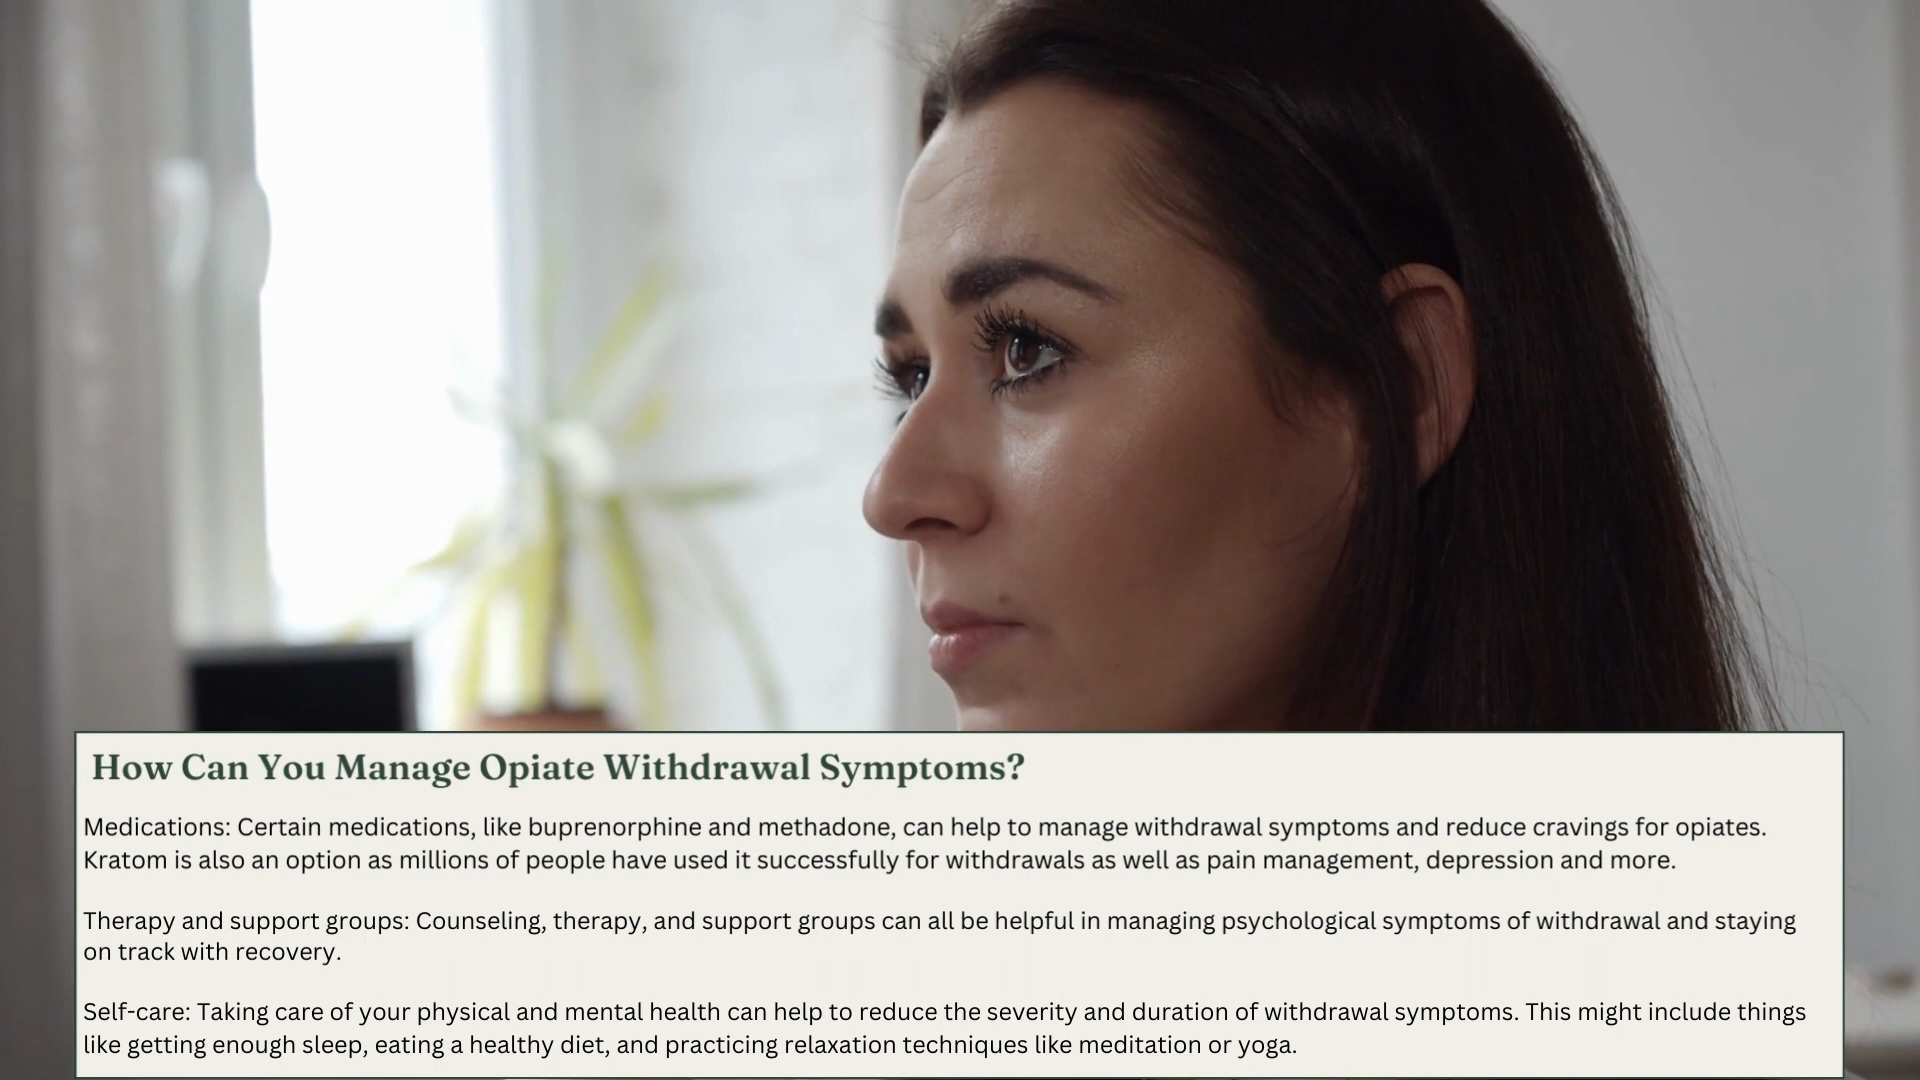 How Can You Manage Opiate Withdrawal Symptoms?
Medications: Certain medications, like buprenorphine and methadone, can help to manage withdrawal symptoms and reduce cravings for opiates.
Kratom is also an option as millions of people have used it successfully for withdrawals as well as pain management, depression and more.
Therapy and support groups: Counseling, therapy, and support groups can all be helpful in managing psychological symptoms of withdrawal and staying
on track with recovery.
Self-care: Taking care of your physical and mental health can help to reduce the severity and duration of withdrawal symptoms. This might include things
like getting enough sleep, eating a healthy diet, and practicing relaxation techniques like meditation or yoga.